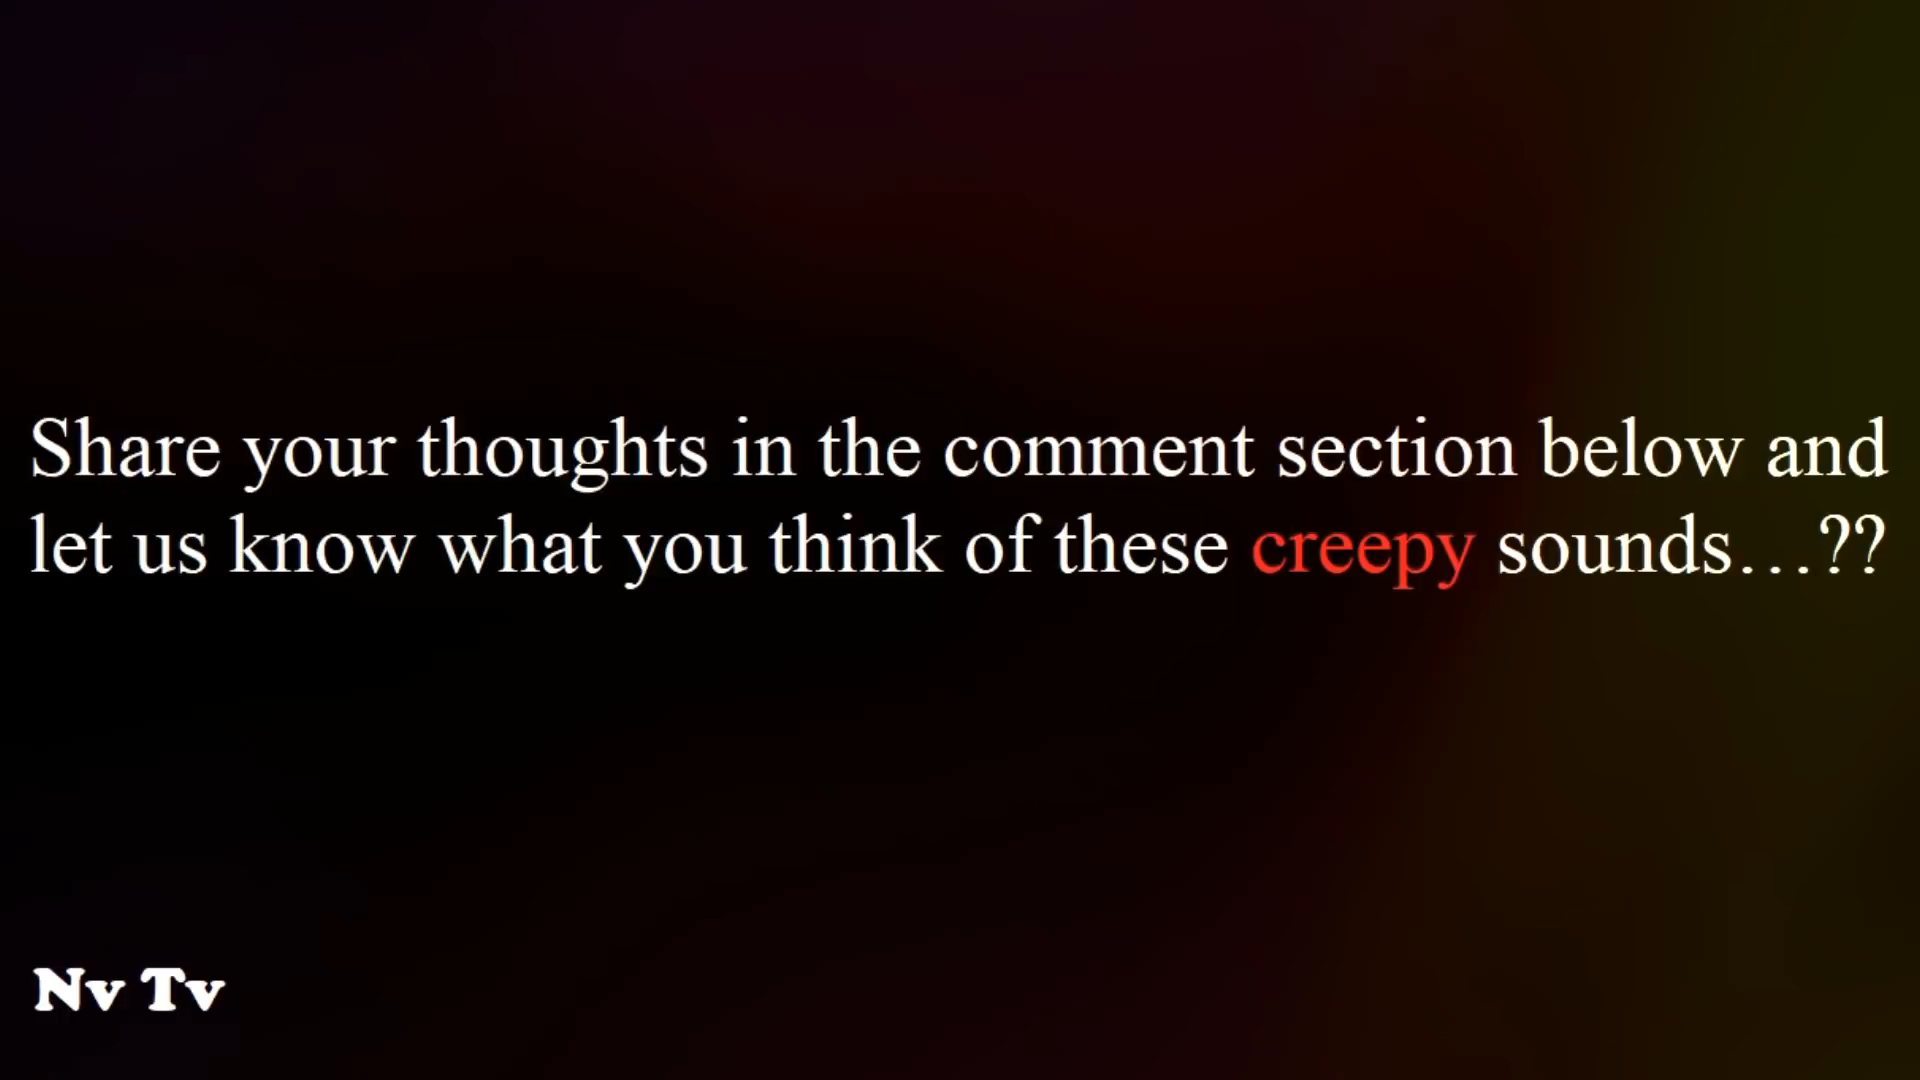 Share your thoughts in the comment section below and
let us know what you think of these creepy sounds...??
Nv Tv